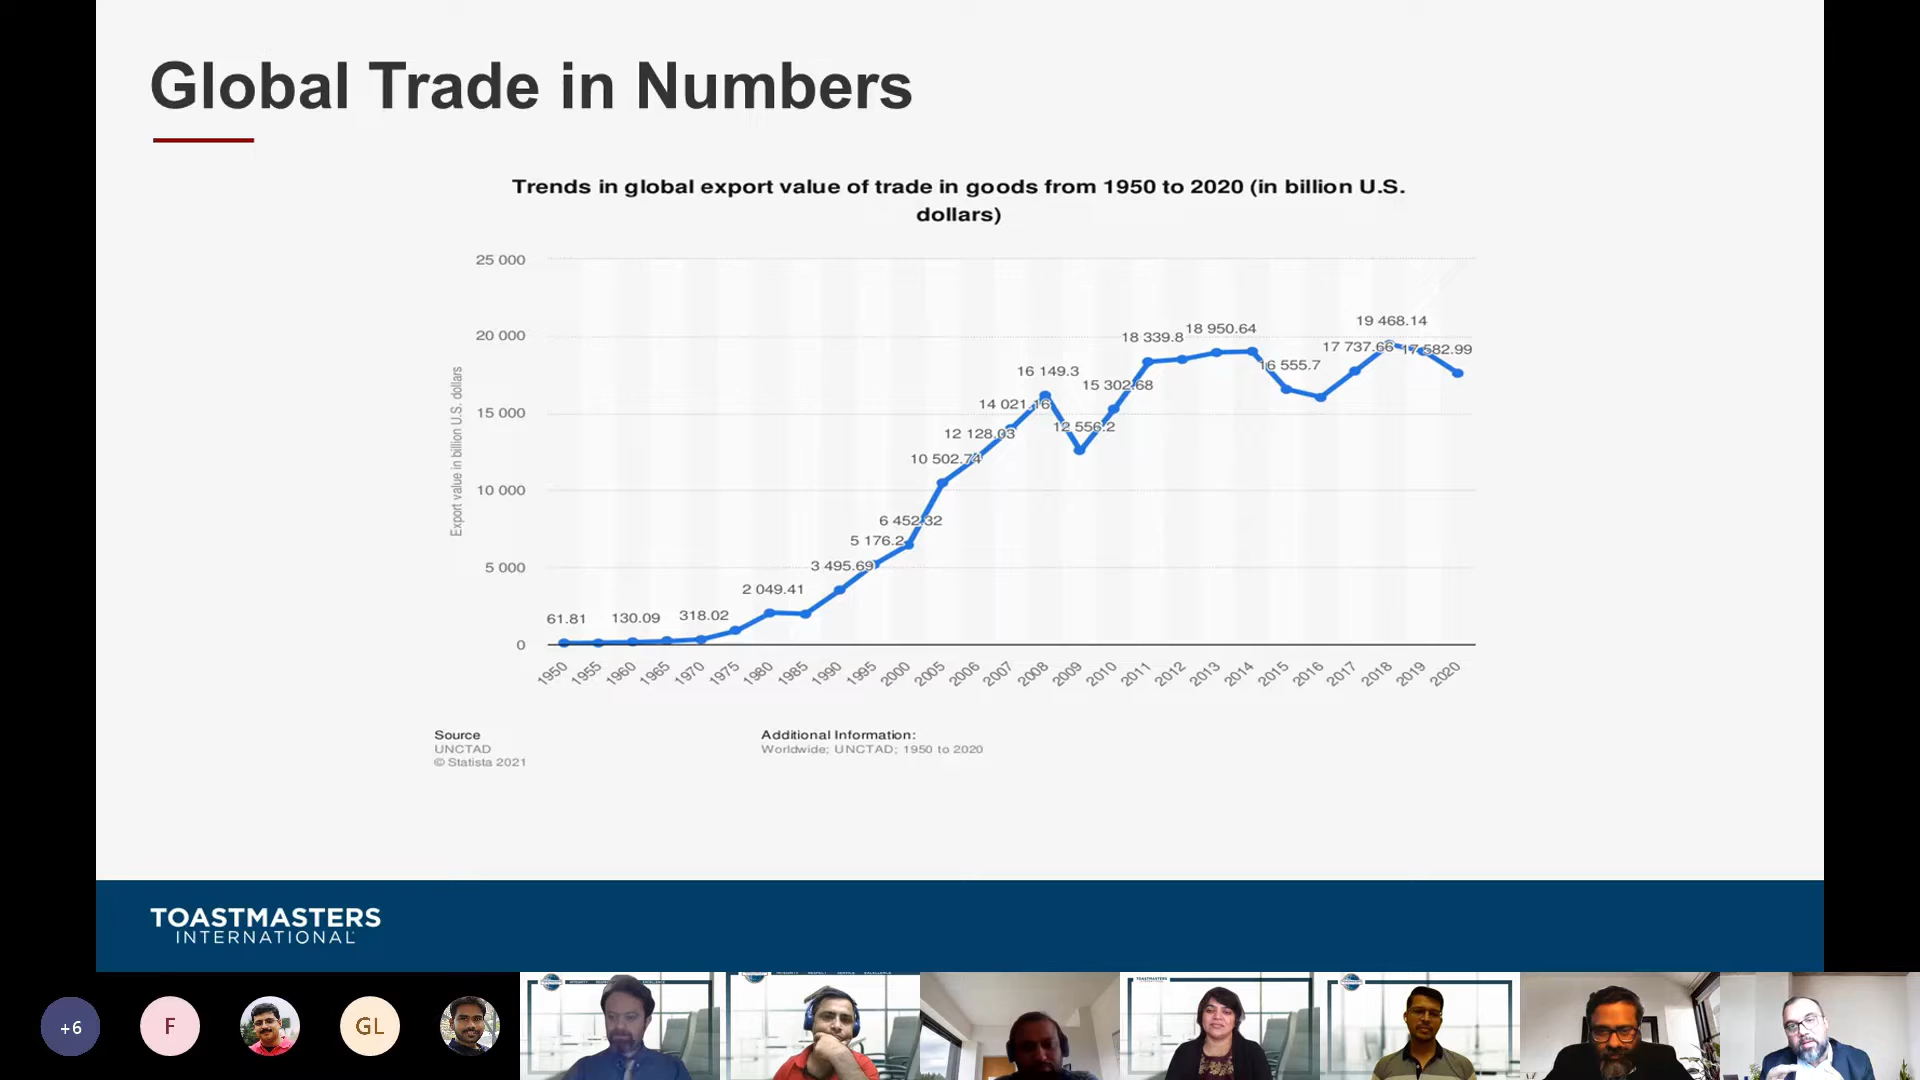 Global Trade in Numbers
Trends in global export value of trade in goods from 1950 to 2020 (in billion U.S.
dollars)
Export value in billion U.S. dollars
25 000
20 000
15 000
10 000
5 000
0
61.81
130.09
318.02
2 049.41
3 495.69
5 176.2
6 452.32
10 502.74
12 128.03
14 021.16
16 149.3
12 556.2
15 302.68
18 339.8
18 950.64
16 555.7
17 737.66
19 468.14
17 582.99
1950 1955 1960 1965 1970 1975 1980 1985 1990 1995 2000 2005 2006 2007 2008 2009 2010 2011 2012 2013 2014 2015 2016 2017 2018 2019 2020
Source
UNCTAD
© Statista 2021
Additional Information:
Worldwide; UNCTAD; 1950 to 2020
TOASTMASTERS
INTERNATIONAL
+6
F
GL
TOASTMASTERS